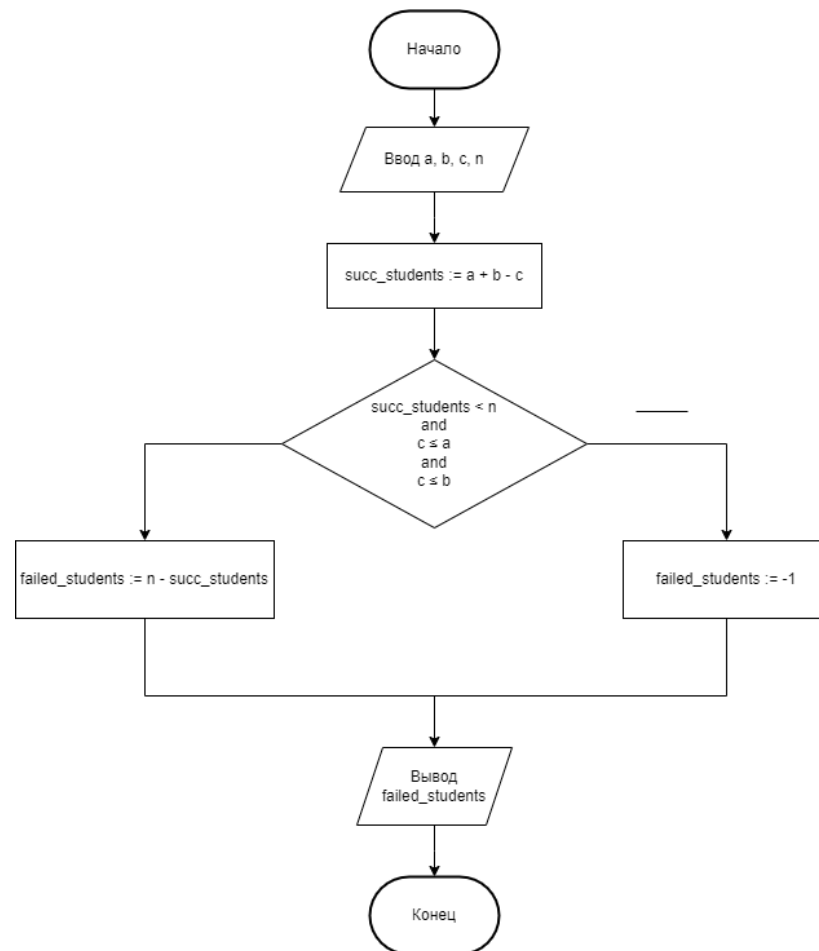 Начало
Ввод a, b, c, n
succ_students := a + b - c
succ_students < n
and
c ≤ a
and
c ≤ b
failed_students := n - succ_students
failed_students := -1
Вывод
failed_students
Конец